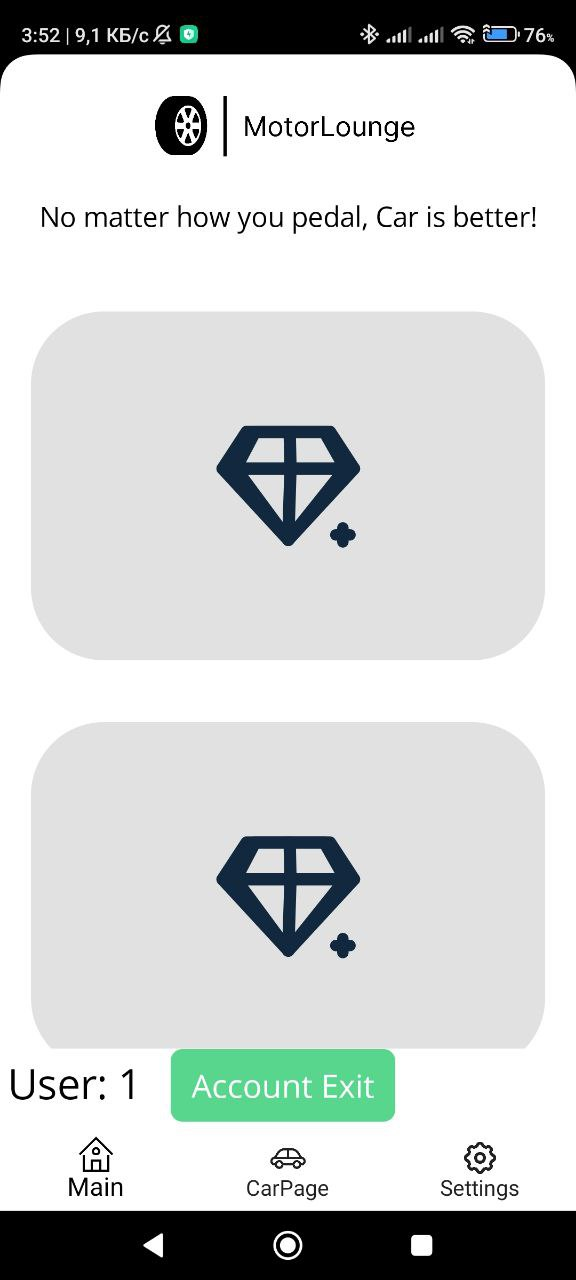 3:52 | 9,1 КБ/с 76%
MotorLounge
No matter how you pedal, Car is better!
User: 1 Account Exit
Main CarPage Settings